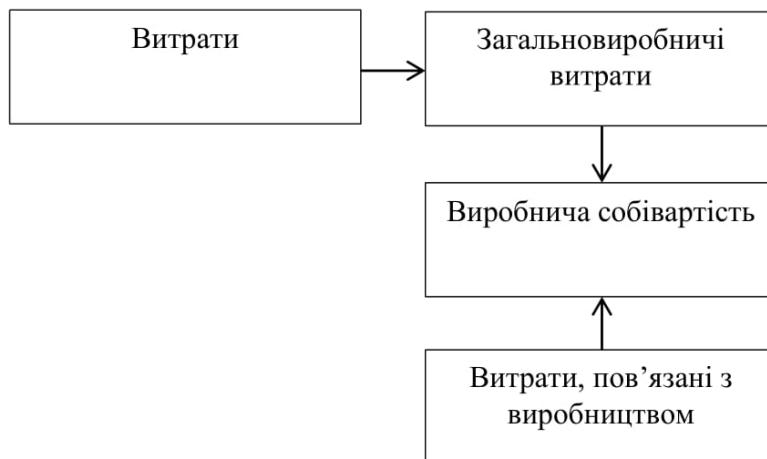 Витрати
Загальновиробничі
витрати
Виробнича собівартість
Витрати, пов’язані з
виробництвом